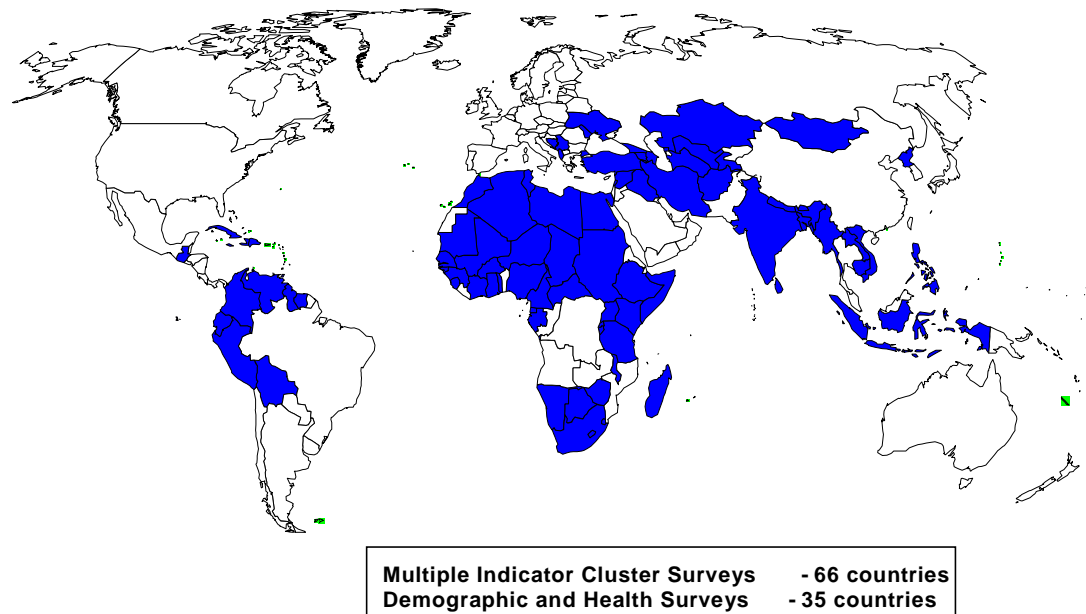 Multiple Indicator Cluster Surveys - 66 countries
Demographic and Health Surveys - 35 countries